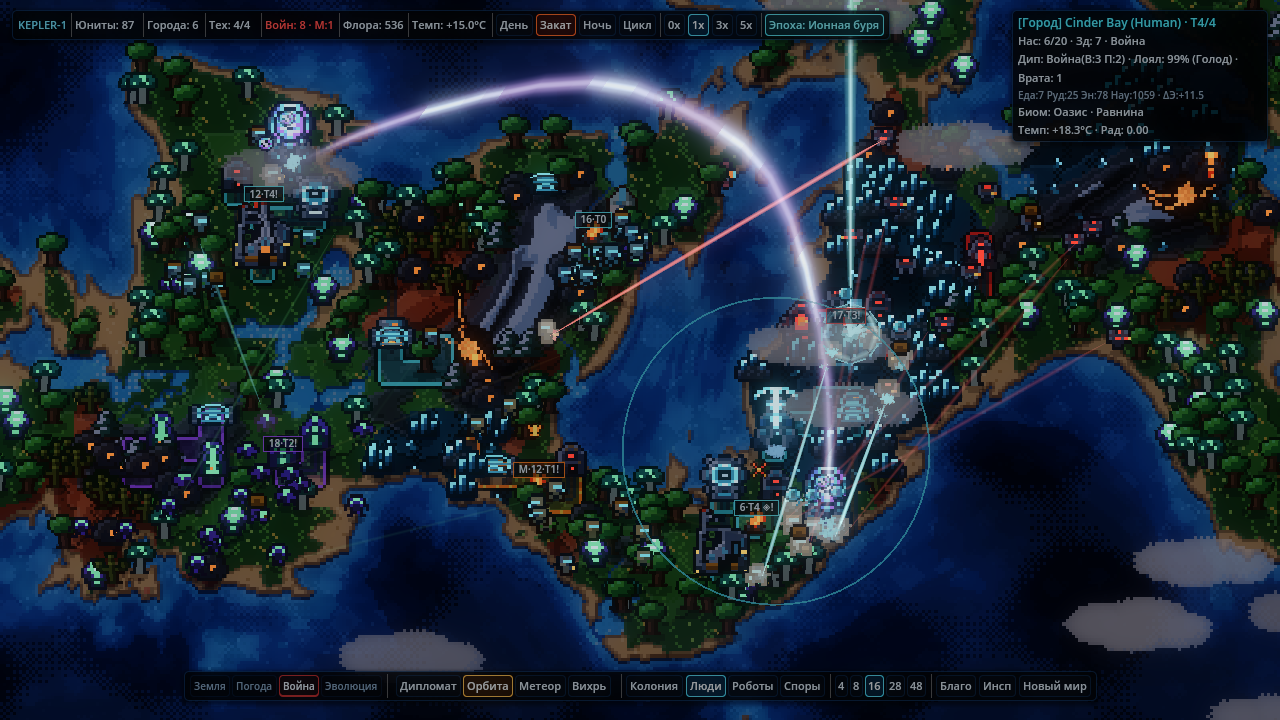 KEPLER-1 Юниты: 87 Города: 6 Тех: 4/4 Войн: 8 · М:1 Флора: 536 Темп: +15.0°C День Закат Ночь Цикл 0x 1x 3x 5x Эпоха: Ионная буря
[Город] Cinder Bay (Human) · T4/4
Нас: 6/20 · Зд: 7 · Война
Дип: Война(В:3 П:2) · Лоял: 99% (Голод) ·
Врата: 1
Еда:7 Руд:25 Эн:78 Нау:1059 · ΔЭ:+11.5
Биом: Оазис · Равнина
Темп: +18.3°C · Рад: 0.00
12·T4!
16·T0
17·T3!
18·T2!
М·12·T1!
6·T4 ◈!
Земля Погода Война Эволюция Дипломат Орбита Метеор Вихрь Колония Люди Роботы Споры 4 8 16 28 48 Благо Инсп Новый мир